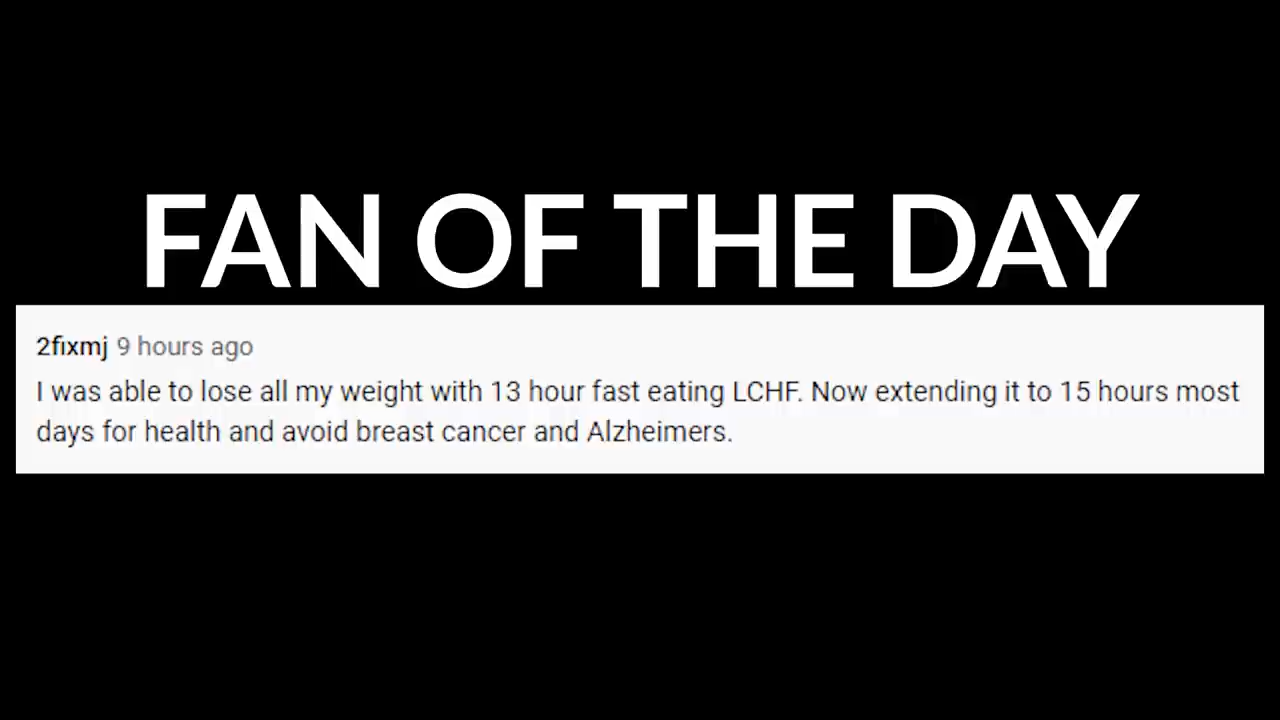 FAN OF THE DAY
2fixmj 9 hours ago
I was able to lose all my weight with 13 hour fast eating LCHF. Now extending it to 15 hours most
days for health and avoid breast cancer and Alzheimers.